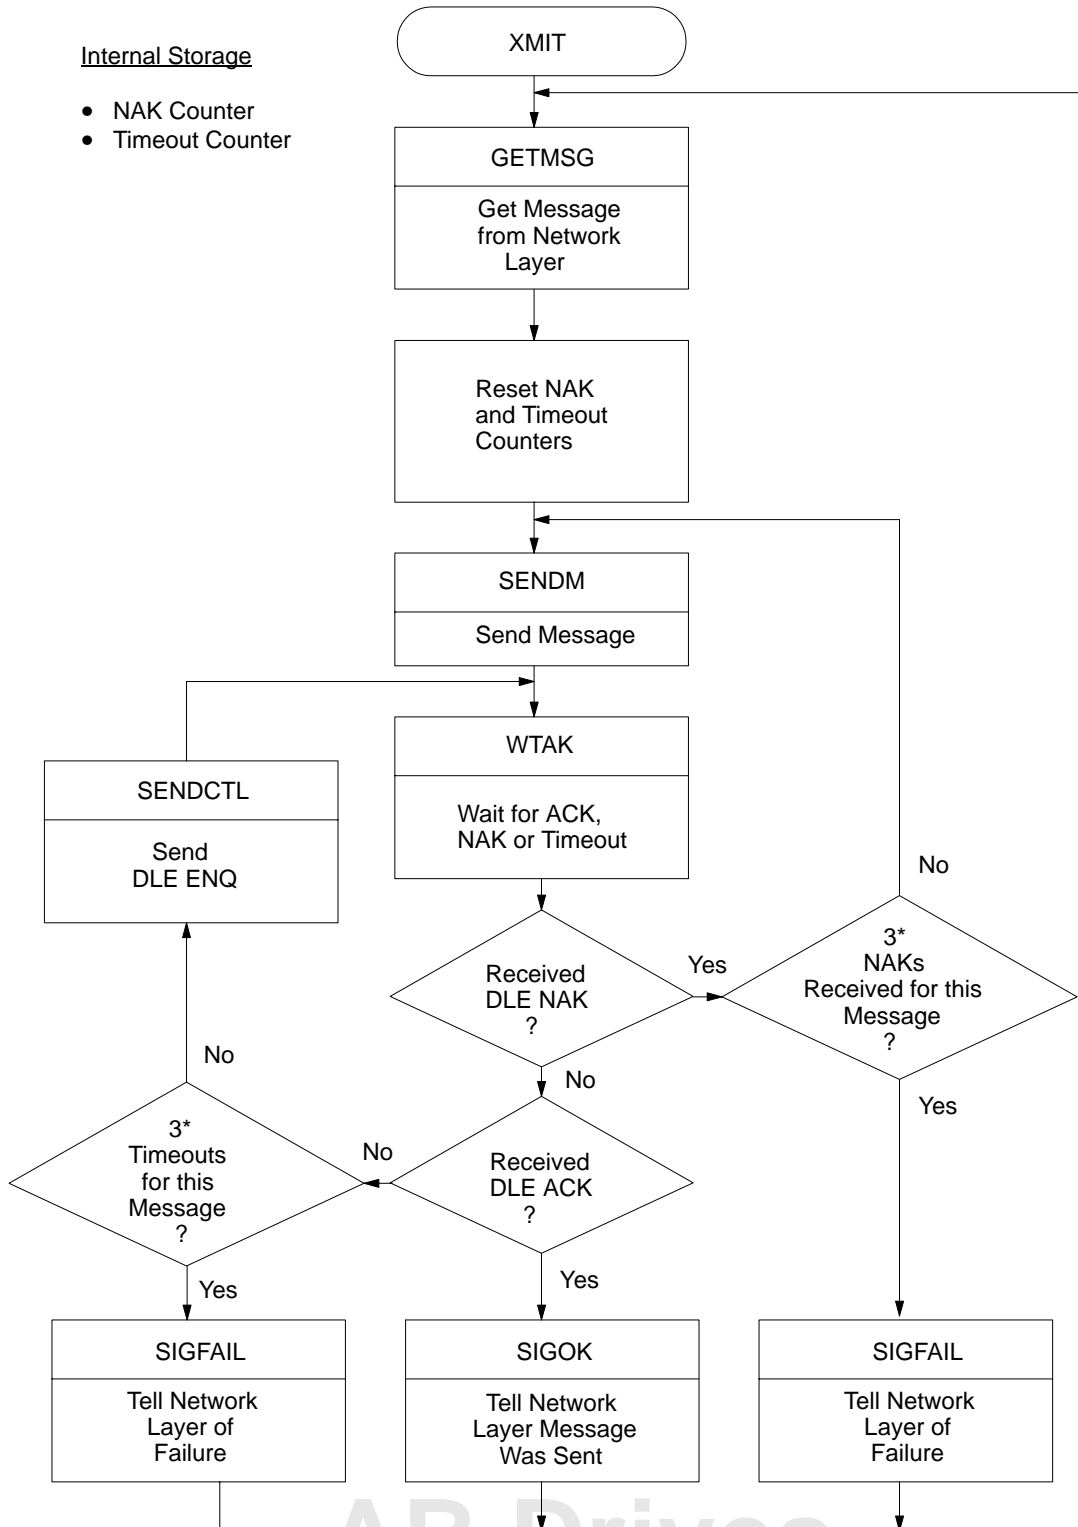 XMIT
Internal Storage
• NAK Counter
• Timeout Counter
GETMSG
Get Message
from Network
Layer
Reset NAK
and Timeout
Counters
SENDM
Send Message
WTAK
Wait for ACK,
NAK or Timeout
SENDCTL
Send
DLE ENQ
No
3*
NAKs
Received for this
Message
?
Yes
Received
DLE NAK
?
No
No
Yes
3*
Timeouts
for this
Message
?
No
Received
DLE ACK
?
Yes
Yes
SIGFAIL
Tell Network
Layer of
Failure
SIGOK
Tell Network
Layer Message
Was Sent
SIGFAIL
Tell Network
Layer of
Failure
AB Drives